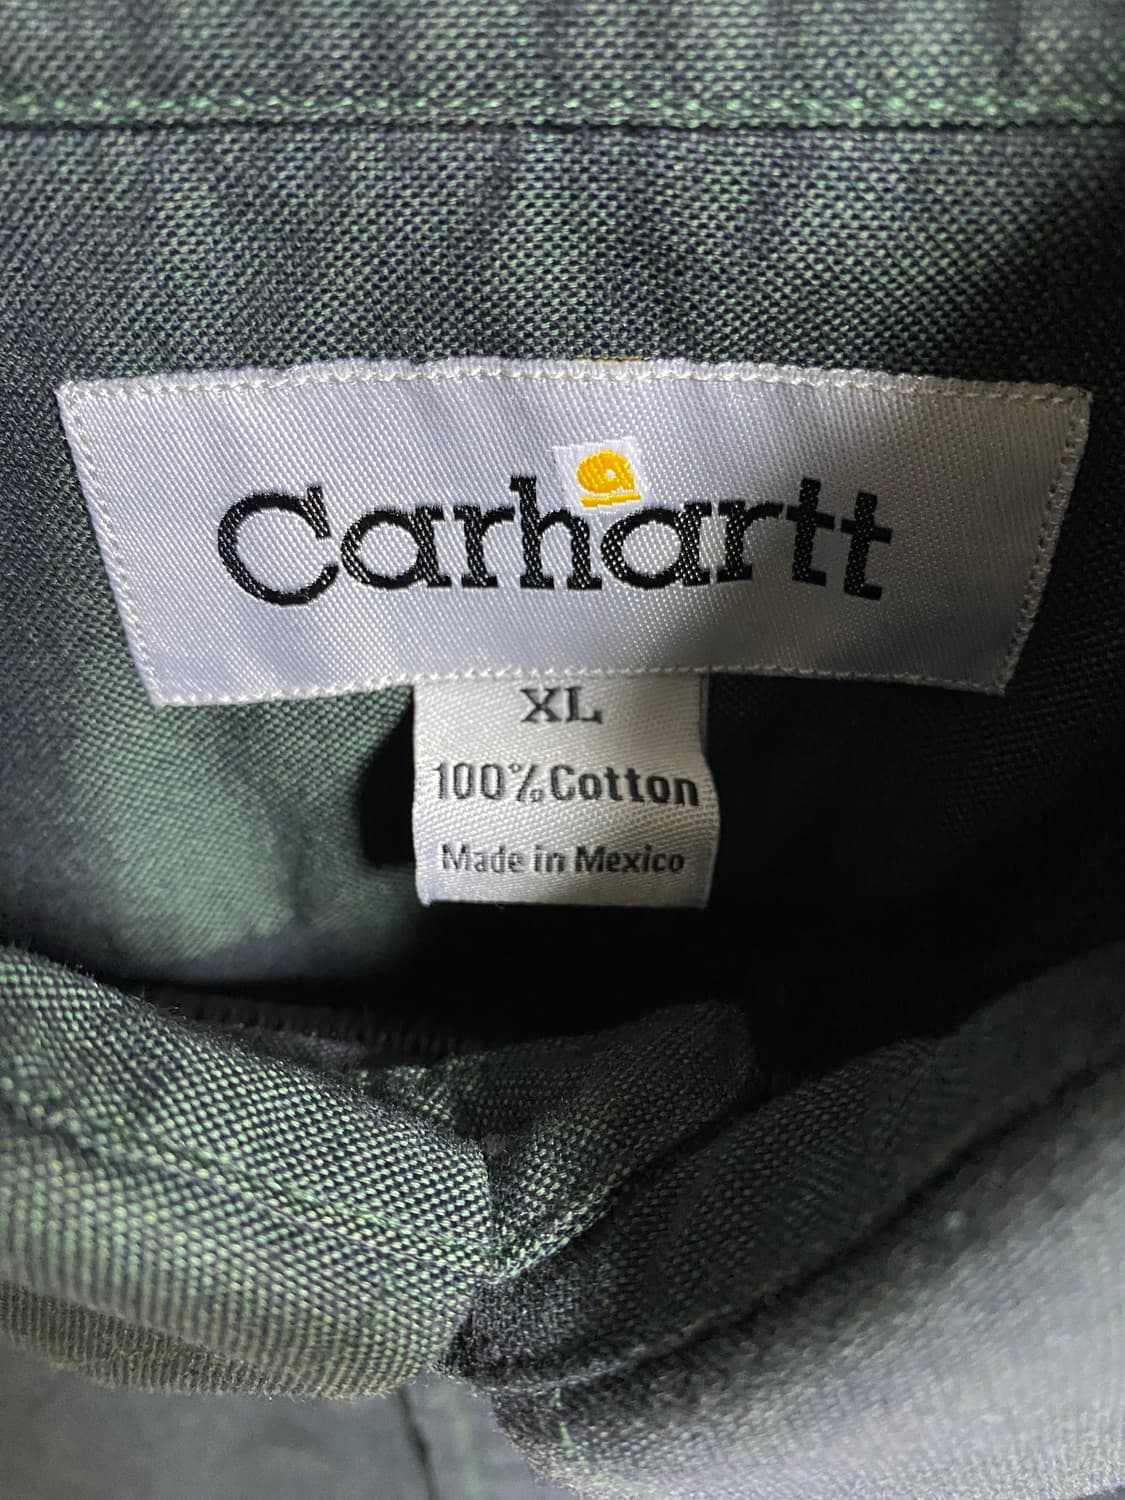 Carhartt
XL
100% Cotton
Made in Mexico